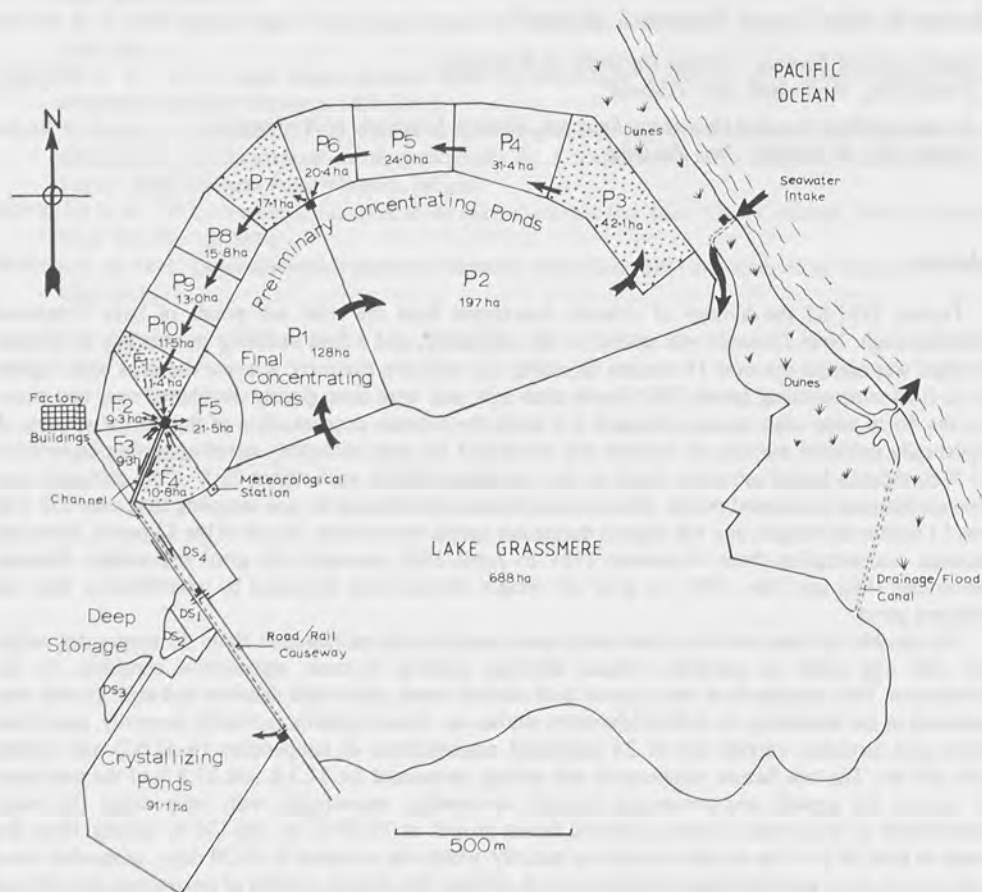 PACIFIC
OCEAN
N
Dunes
Seawater
Intake
P6
20·4 ha
P5
24·0 ha
P4
31·4 ha
P7
17·1 ha
P3
42·1 ha
Preliminary Concentrating Ponds
P8
15·8 ha
P9
13·0 ha
P2
197 ha
P10
11·5 ha
P1
128 ha
F1
11·4 ha
Final
Concentrating
Ponds
Dunes
Factory
Buildings
F2
9·3 ha
F5
21·5 ha
F3
9·3 h
F4
10·8 ha
Channel
Meteorological
Station
DS4
LAKE GRASSMERE
688 ha
Drainage/Flood
Canal
Deep
Storage
DS1
DS2
DS3
Road/Rail
Causeway
Crystallizing
Ponds
91·1 ha
500m